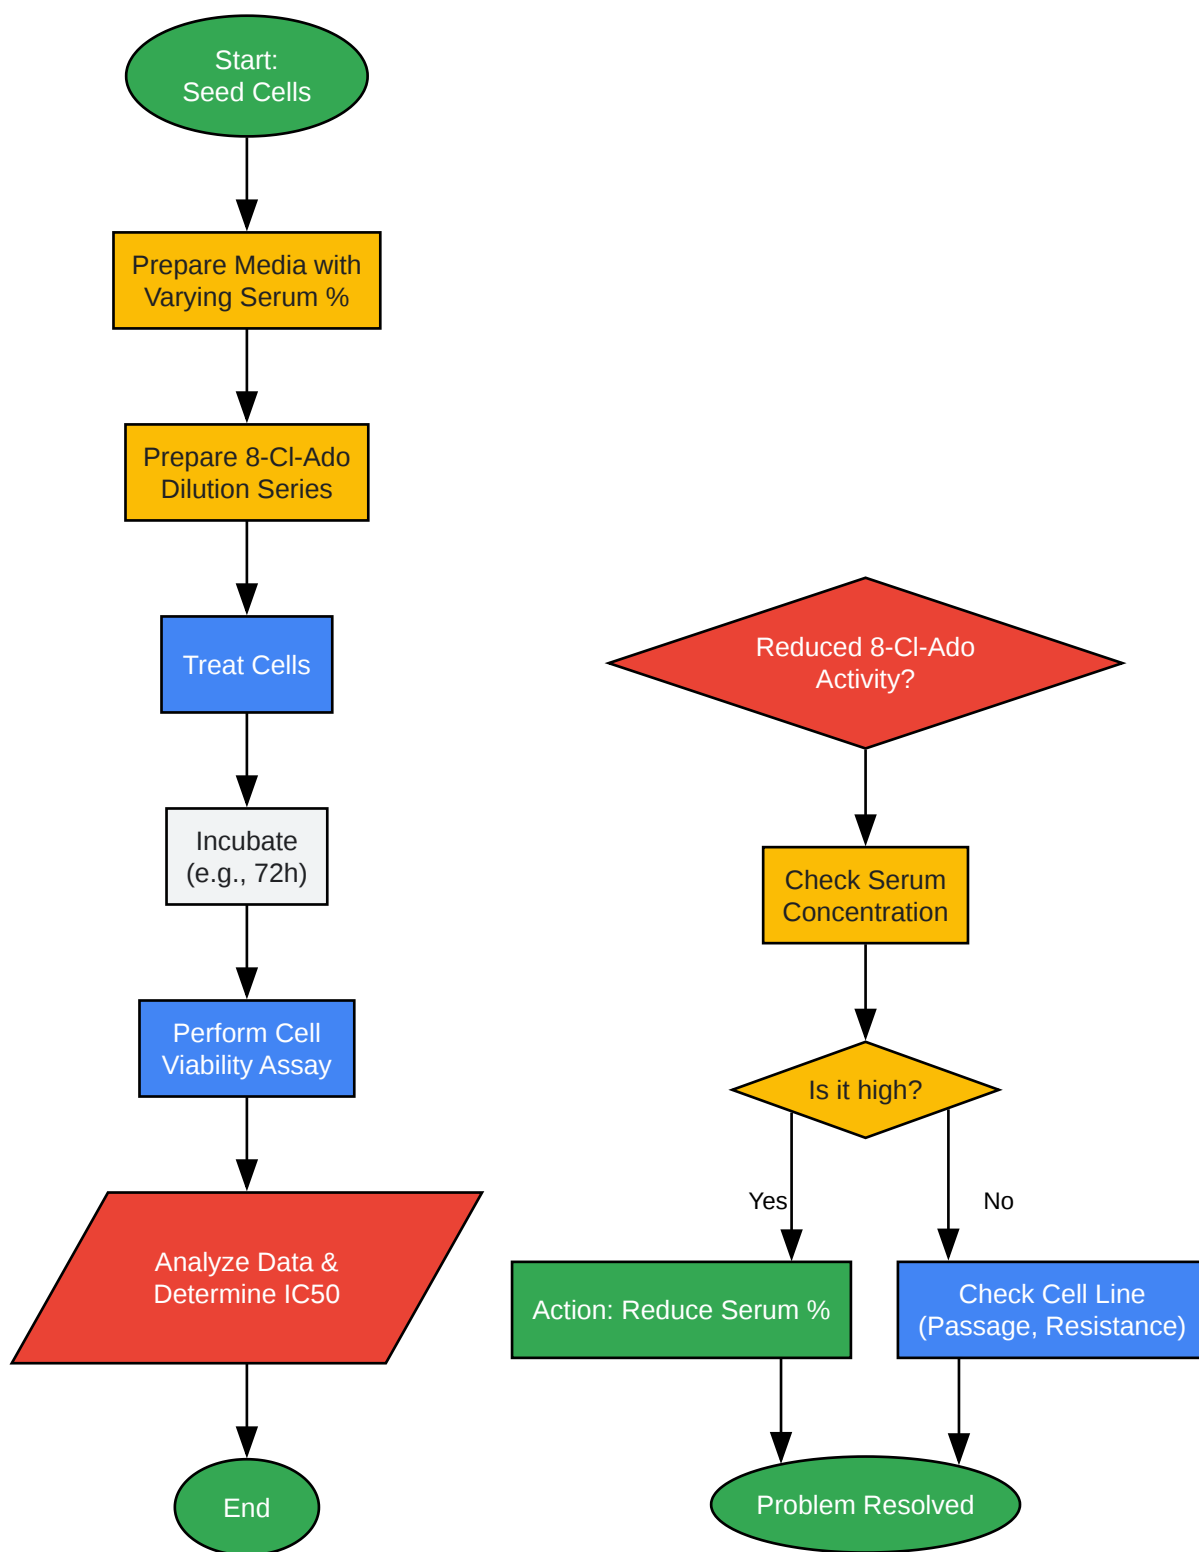 Start:
Seed Cells
Prepare Media with
Varying Serum %
Prepare 8-Cl-Ado
Dilution Series
Treat Cells
Incubate
(e.g., 72h)
Perform Cell
Viability Assay
Analyze Data &
Determine IC50
End
Reduced 8-Cl-Ado
Activity?
Check Serum
Concentration
Is it high?
Yes
No
Action: Reduce Serum %
Check Cell Line
(Passage, Resistance)
Problem Resolved